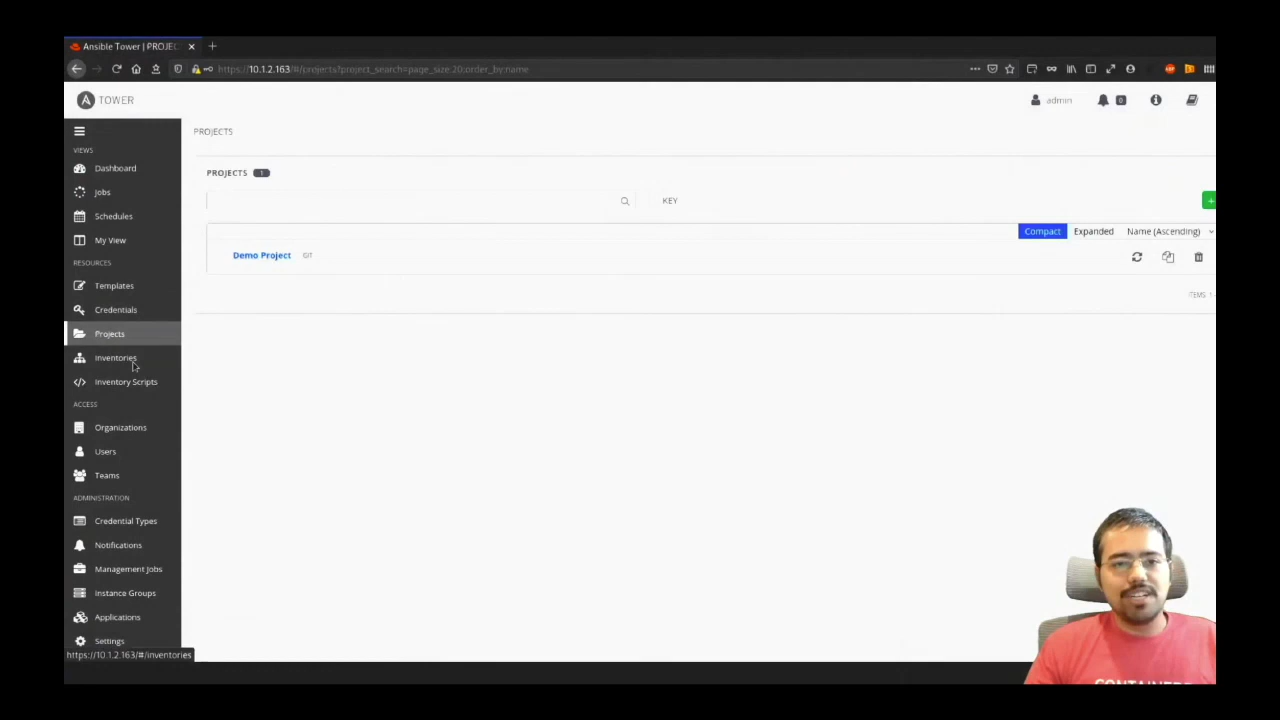 Ansible Tower | PROJEC
https://10.1.2.163/#/projects?project_search=page_size:20;order_by:name
TOWER
admin
0
PROJECTS
VIEWS
Dashboard
Jobs
Schedules
My View
RESOURCES
Templates
Credentials
Projects
Inventories
Inventory Scripts
ACCESS
Organizations
Users
Teams
ADMINISTRATION
Credential Types
Notifications
Management Jobs
Instance Groups
Applications
Settings
https://10.1.2.163/#/inventories
PROJECTS 1
KEY
Compact Expanded Name (Ascending)
Demo Project GIT
ITEMS 1 -